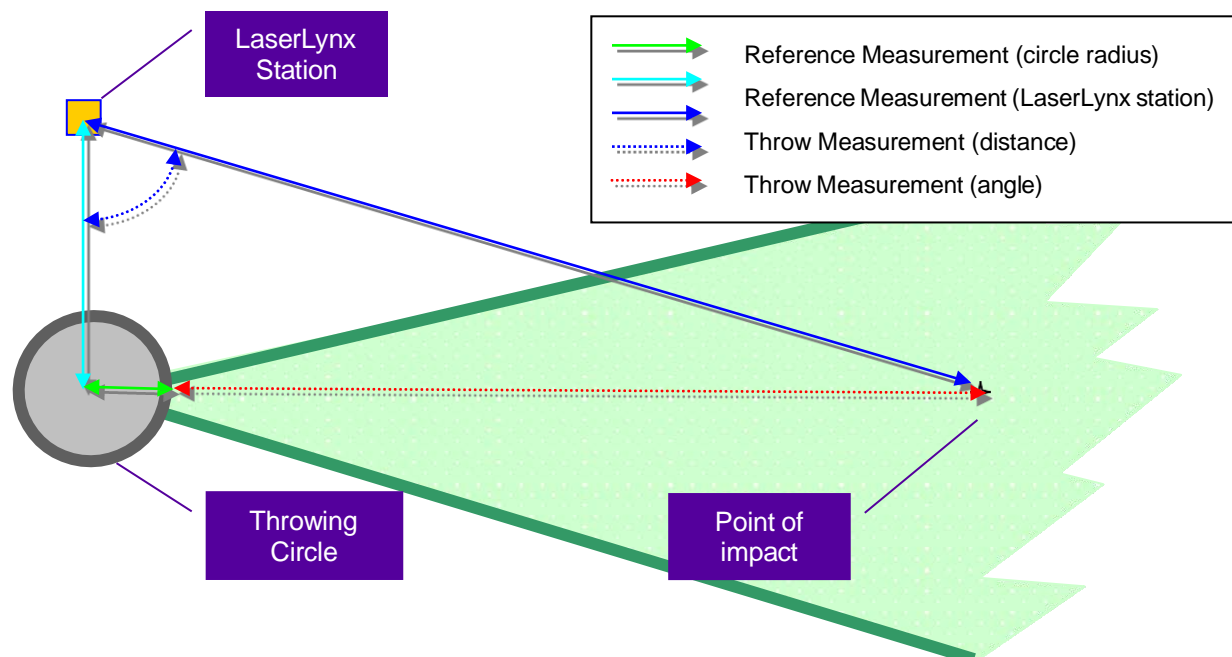 LaserLynx
Station
Reference Measurement (circle radius)
Reference Measurement (LaserLynx station)
Throw Measurement (distance)
Throw Measurement (angle)
Throwing
Circle
Point of
impact